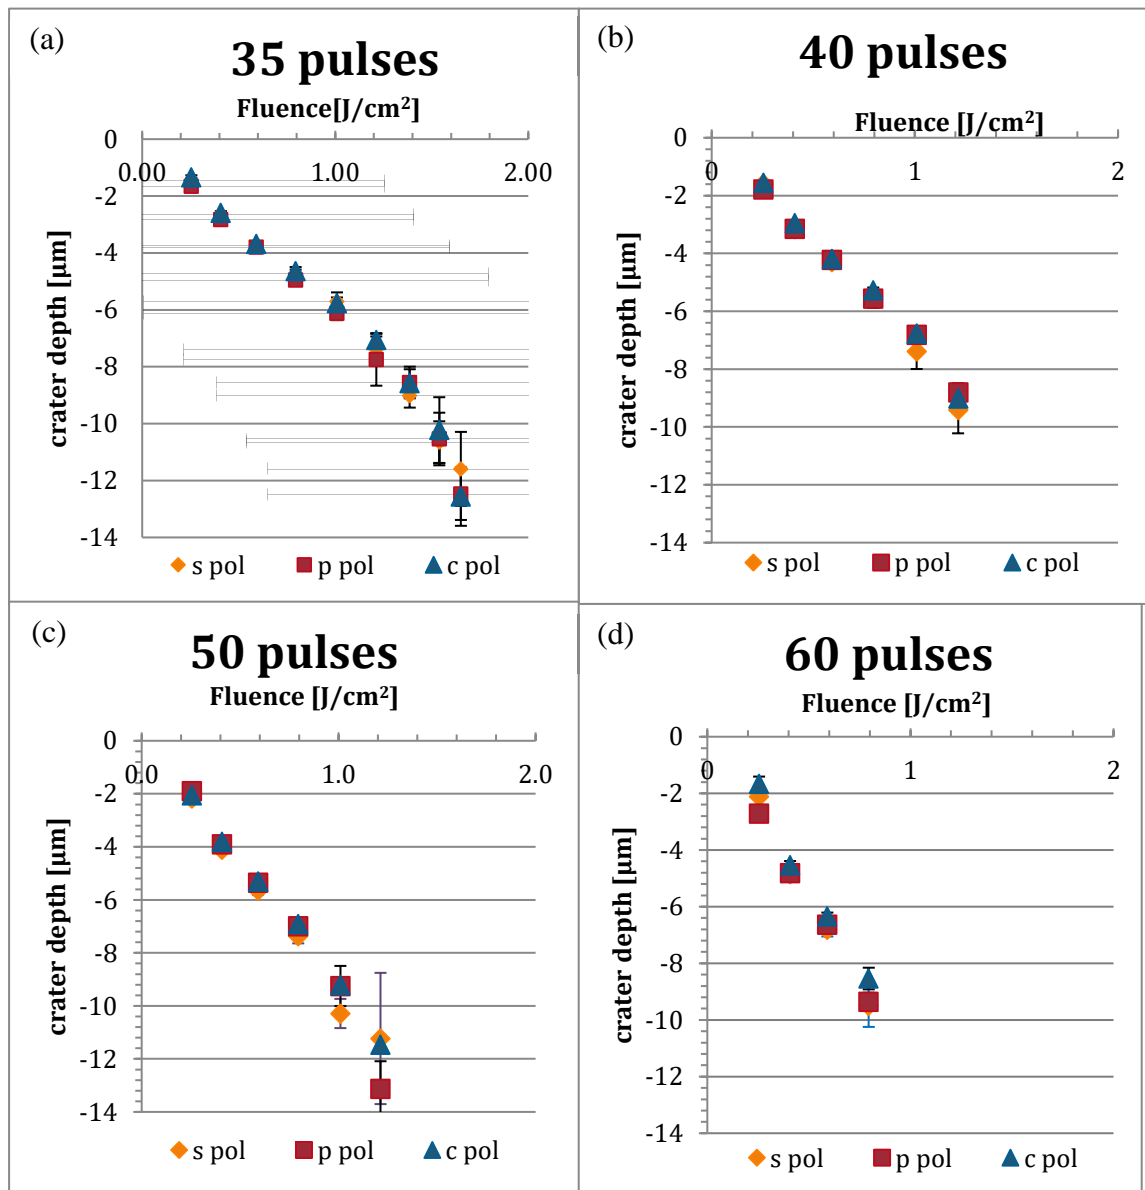 (a)
35 pulses
Fluence[J/cm²]
0
0.00 1.00 2.00
-2
-4
-6
-8
-10
-12
-14
crater depth [µm]
s pol p pol c pol
(b)
40 pulses
Fluence [J/cm²]
0
0 1 2
-2
-4
-6
-8
-10
-12
-14
crater depth [µm]
s pol p pol c pol
(c)
50 pulses
Fluence [J/cm²]
0
0.00 1.0 2.0
-2
-4
-6
-8
-10
-12
-14
crater depth [µm]
s pol p pol c pol
(d)
60 pulses
Fluence [J/cm²]
0
0 1 2
-2
-4
-6
-8
-10
-12
-14
crater depth [µm]
s pol p pol c pol